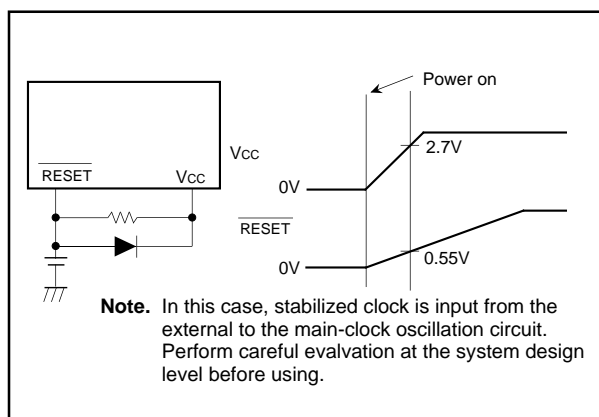 Power on
Vcc
2.7V
RESET
Vcc
0V
RESET
0.55V
0V
Note. In this case, stabilized clock is input from the
external to the main-clock oscillation circuit.
Perform careful evalvation at the system design
level before using.